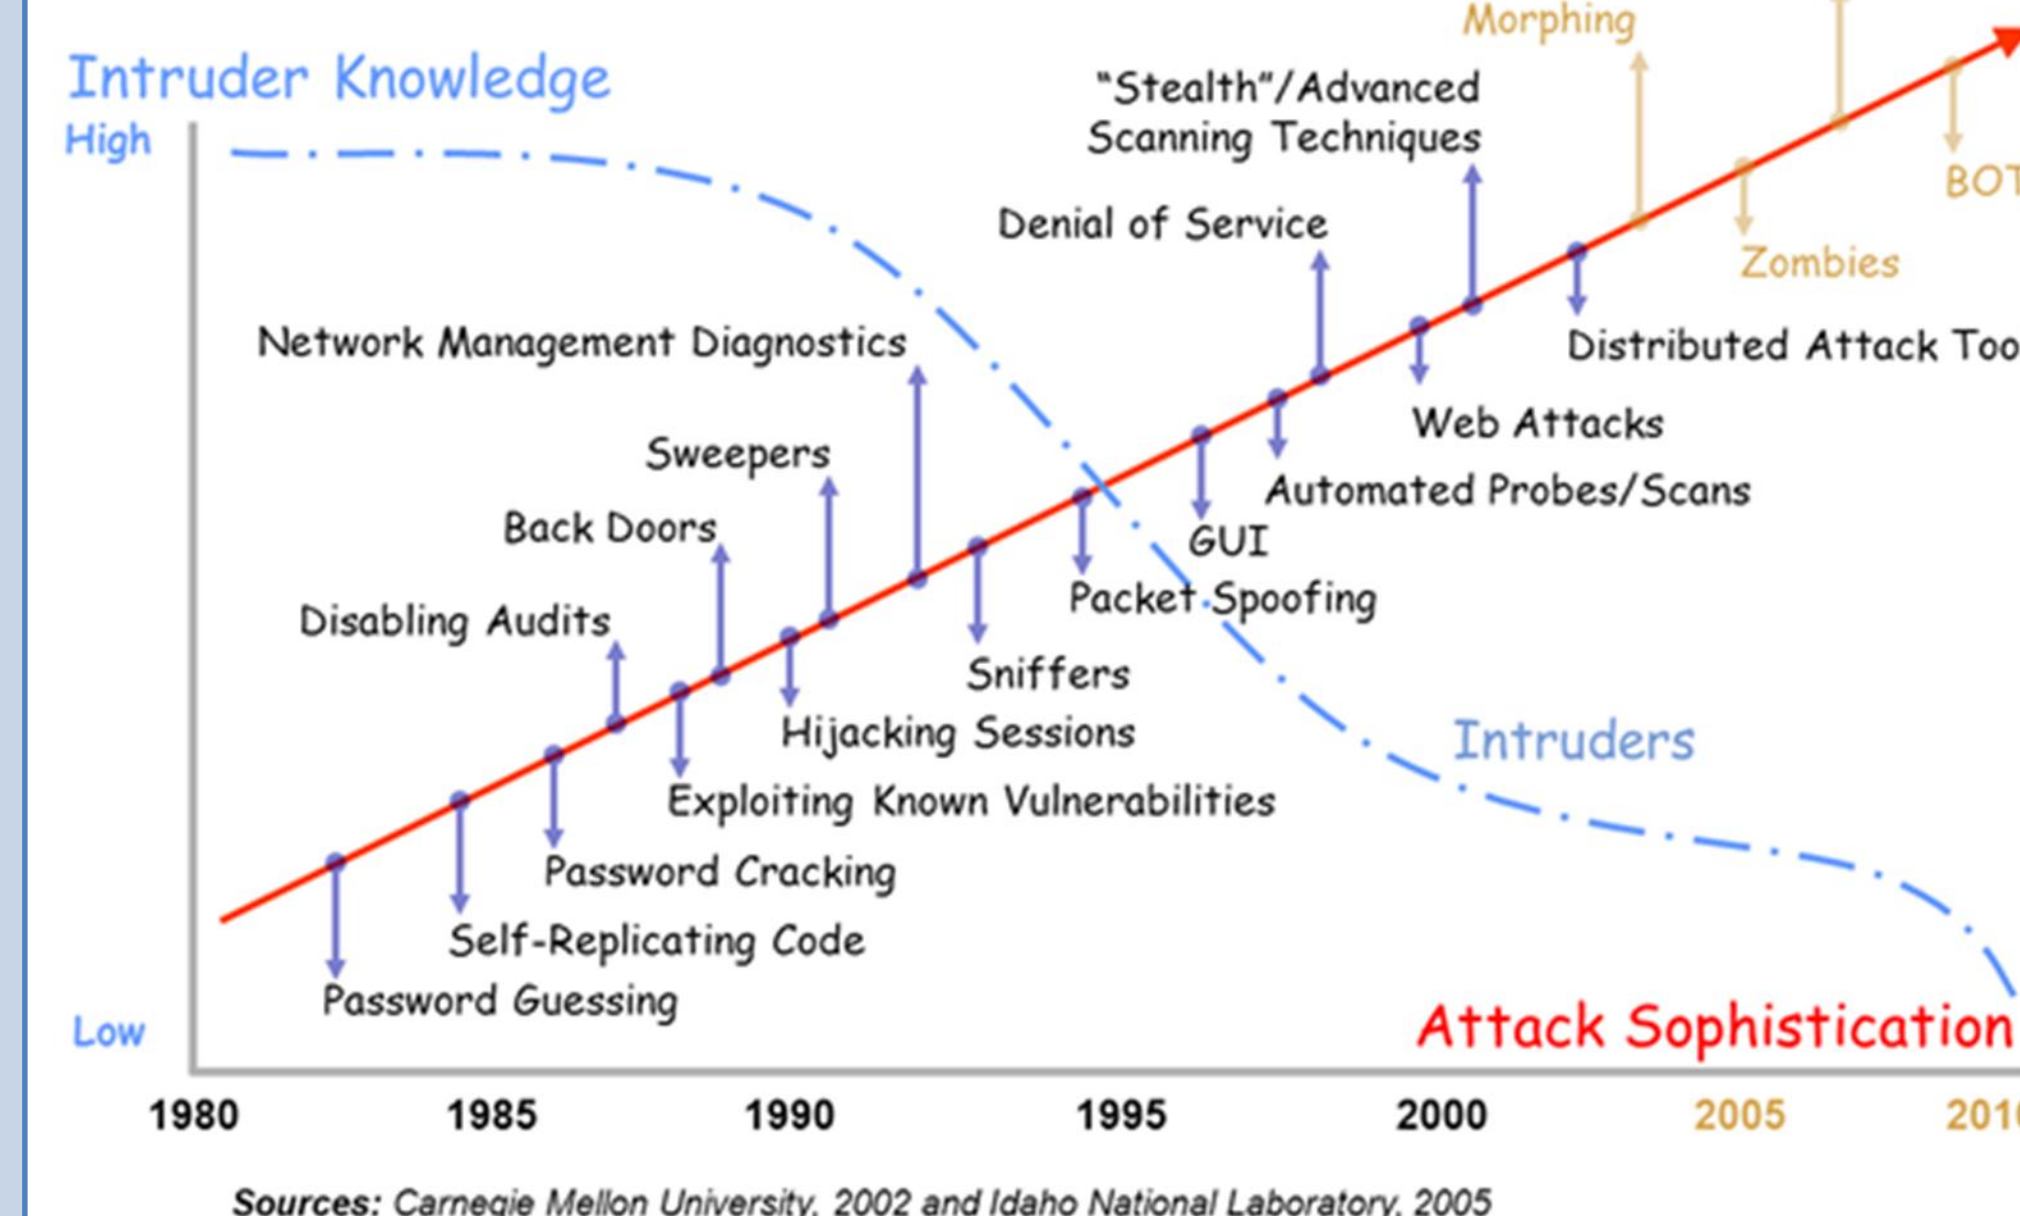 Morphing
Intruder Knowledge
High
“Stealth”/Advanced
Scanning Techniques
BOT
Denial of Service
Zombies
Network Management Diagnostics
Distributed Attack Too
Web Attacks
Sweepers
Automated Probes/Scans
Back Doors
GUI
Packet Spoofing
Disabling Audits
Sniffers
Hijacking Sessions
Intruders
Exploiting Known Vulnerabilities
Password Cracking
Self-Replicating Code
Password Guessing
Low
Attack Sophistication
1980 1985 1990 1995 2000 2005 2010
Sources: Carnegie Mellon University, 2002 and Idaho National Laboratory, 2005